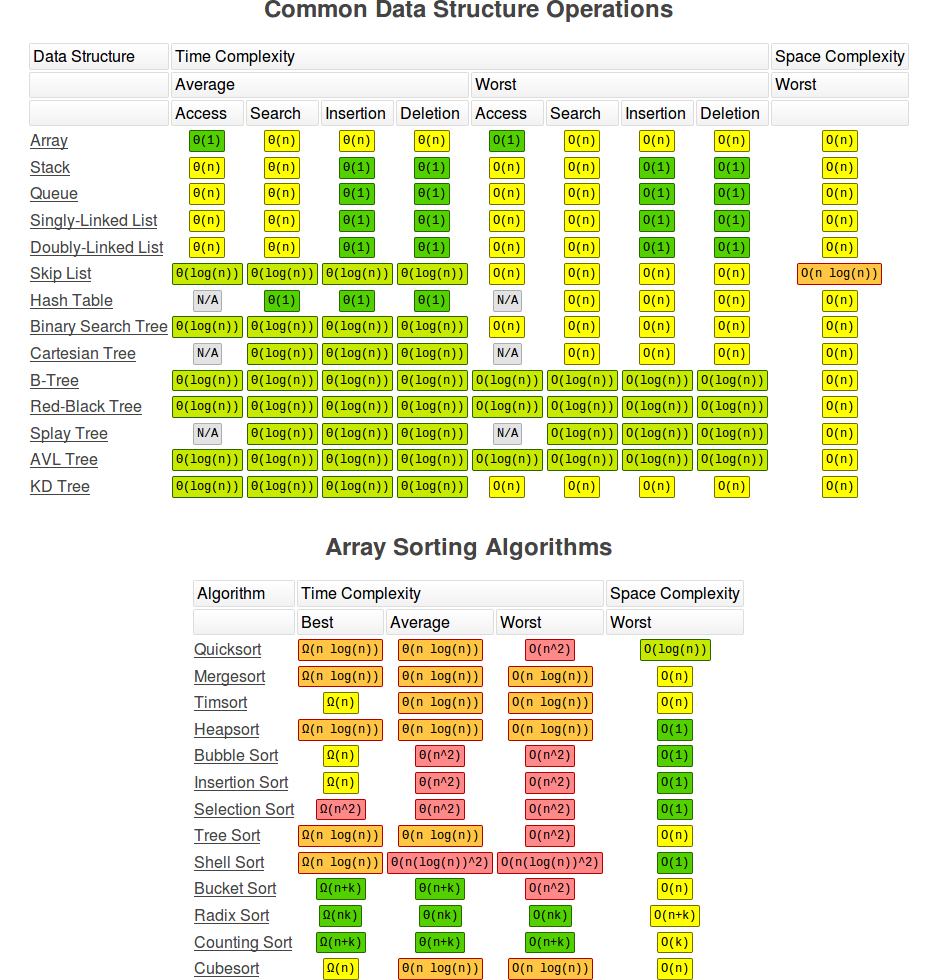 Common Data Structure Operations
Data Structure Time Complexity Space Complexity
Average Worst Worst
Access Search Insertion Deletion Access Search Insertion Deletion
Array Θ(1) Θ(n) Θ(n) Θ(n) O(1) O(n) O(n) O(n) O(n)
Stack Θ(n) Θ(n) Θ(1) Θ(1) O(n) O(n) O(1) O(1) O(n)
Queue Θ(n) Θ(n) Θ(1) Θ(1) O(n) O(n) O(1) O(1) O(n)
Singly-Linked List Θ(n) Θ(n) Θ(1) Θ(1) O(n) O(n) O(1) O(1) O(n)
Doubly-Linked List Θ(n) Θ(n) Θ(1) Θ(1) O(n) O(n) O(1) O(1) O(n)
Skip List Θ(log(n)) Θ(log(n)) Θ(log(n)) Θ(log(n)) O(n) O(n) O(n) O(n) O(n log(n))
Hash Table N/A Θ(1) Θ(1) Θ(1) N/A O(n) O(n) O(n) O(n)
Binary Search Tree Θ(log(n)) Θ(log(n)) Θ(log(n)) Θ(log(n)) O(n) O(n) O(n) O(n) O(n)
Cartesian Tree N/A Θ(log(n)) Θ(log(n)) Θ(log(n)) N/A O(n) O(n) O(n) O(n)
B-Tree Θ(log(n)) Θ(log(n)) Θ(log(n)) Θ(log(n)) O(log(n)) O(log(n)) O(log(n)) O(log(n)) O(n)
Red-Black Tree Θ(log(n)) Θ(log(n)) Θ(log(n)) Θ(log(n)) O(log(n)) O(log(n)) O(log(n)) O(log(n)) O(n)
Splay Tree N/A Θ(log(n)) Θ(log(n)) Θ(log(n)) N/A O(log(n)) O(log(n)) O(log(n)) O(n)
AVL Tree Θ(log(n)) Θ(log(n)) Θ(log(n)) Θ(log(n)) O(log(n)) O(log(n)) O(log(n)) O(log(n)) O(n)
KD Tree Θ(log(n)) Θ(log(n)) Θ(log(n)) Θ(log(n)) O(n) O(n) O(n) O(n) O(n)
Array Sorting Algorithms
Algorithm Time Complexity Space Complexity
Best Average Worst Worst
Quicksort Ω(n log(n)) Θ(n log(n)) O(n^2) O(log(n))
Mergesort Ω(n log(n)) Θ(n log(n)) O(n log(n)) O(n)
Timsort Ω(n) Θ(n log(n)) O(n log(n)) O(n)
Heapsort Ω(n log(n)) Θ(n log(n)) O(n log(n)) O(1)
Bubble Sort Ω(n) Θ(n^2) O(n^2) O(1)
Insertion Sort Ω(n) Θ(n^2) O(n^2) O(1)
Selection Sort Ω(n^2) Θ(n^2) O(n^2) O(1)
Tree Sort Ω(n log(n)) Θ(n log(n)) O(n^2) O(n)
Shell Sort Ω(n log(n)) Θ(n(log(n))^2) O(n(log(n))^2) O(1)
Bucket Sort Ω(n+k) Θ(n+k) O(n^2) O(n)
Radix Sort Ω(nk) Θ(nk) O(nk) O(n+k)
Counting Sort Ω(n+k) Θ(n+k) O(n+k) O(k)
Cubesort Ω(n) Θ(n log(n)) O(n log(n)) O(n)